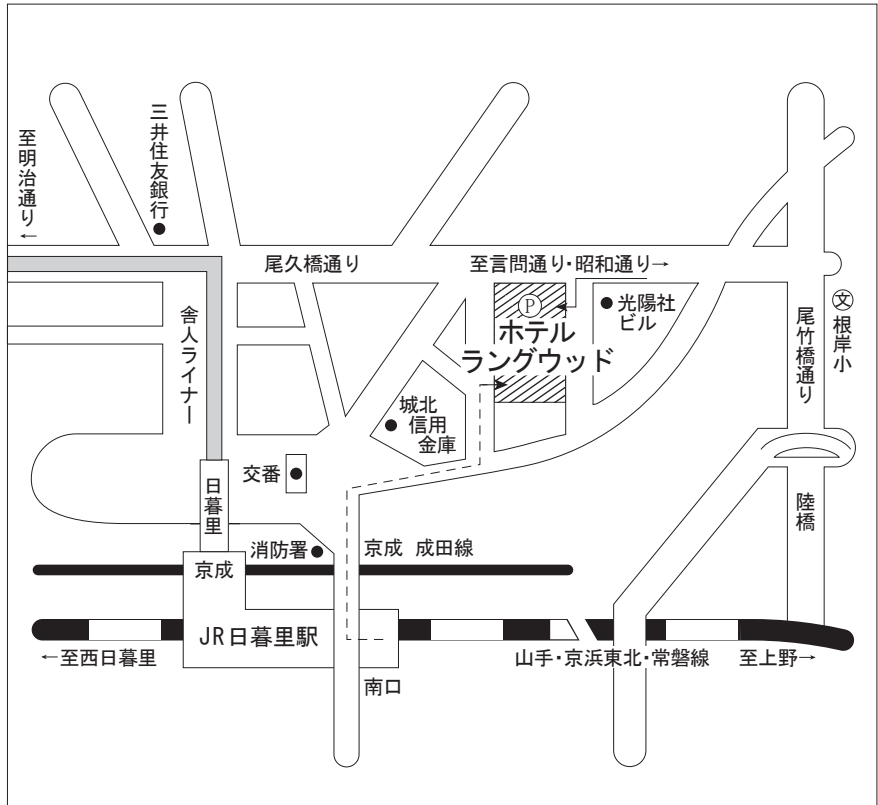 至明治通り←
三井住友銀行
尾久橋通り
至言問通り・昭和通り→
舎人ライナー
P
ホテル
ラングウッド
光陽社
ビル
尾竹橋通り
文
根岸小
城北
信用
金庫
交番
日暮里
陸橋
消防署
京成 成田線
京成
JR日暮里駅
←至西日暮里
山手・京浜東北・常磐線
至上野→
南口